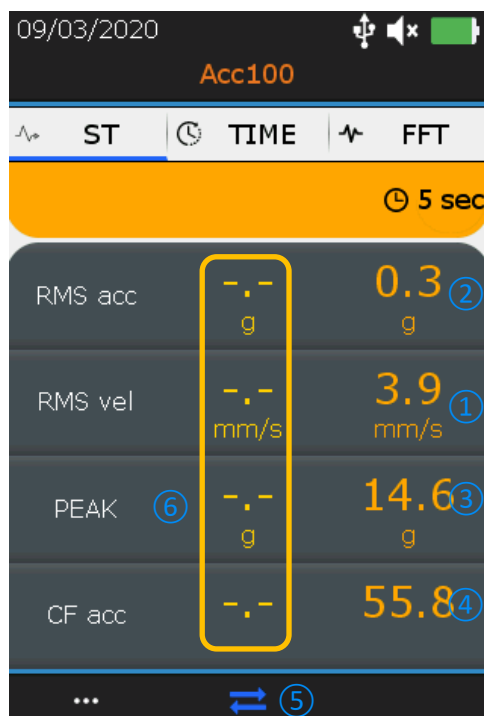 09/03/2020
Acc100
ST TIME FFT
5 sec
RMS acc -.- g 0.3 g ②
RMS vel -.- mm/s 3.9 mm/s ①
PEAK ⑥ -.- g 14.6 g ③
CF acc -.- 55.8 ④
... ⑤